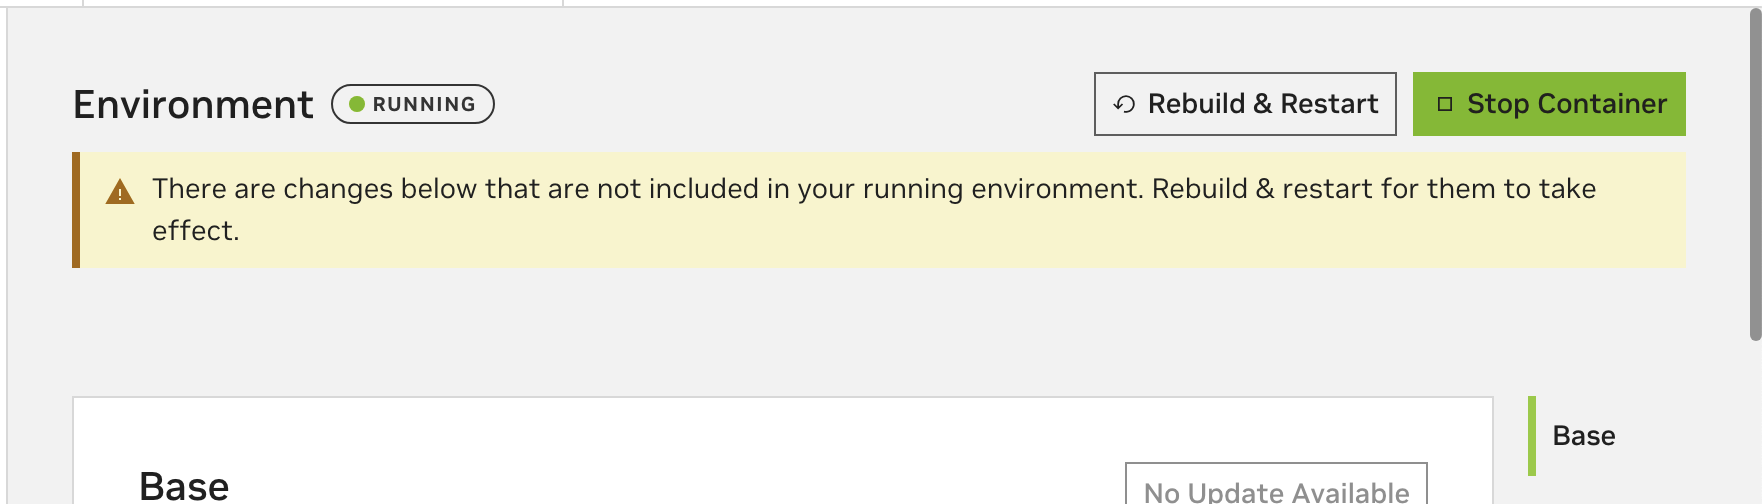 Environment
RUNNING
Rebuild & Restart
Stop Container
There are changes below that are not included in your running environment. Rebuild & restart for them to take
effect.
Base
No Update Available
Base